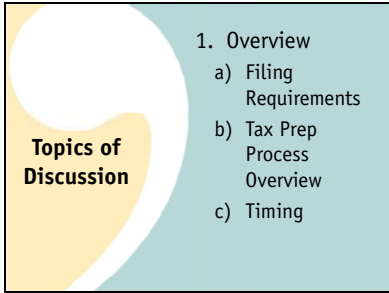 Topics of
Discussion
1. Overview
a) Filing
Requirements
b) Tax Prep
Process
Overview
c) Timing